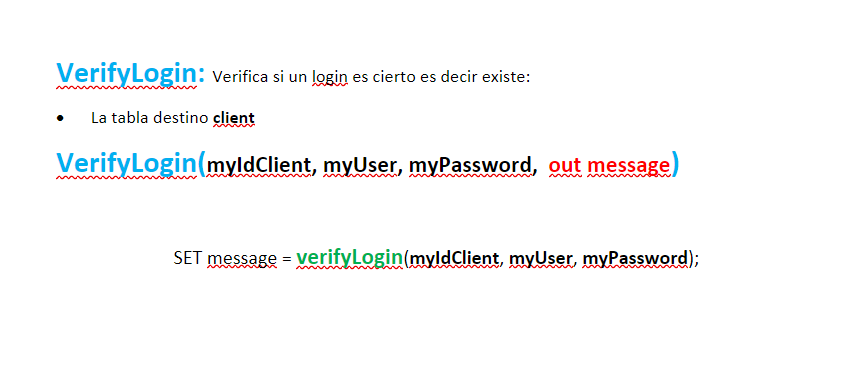 VerifyLogin: Verifica si un login es cierto es decir existe:
• La tabla destino client
VerifyLogin(myIdClient, myUser, myPassword, out message)
SET message = verifyLogin(myIdClient, myUser, myPassword);